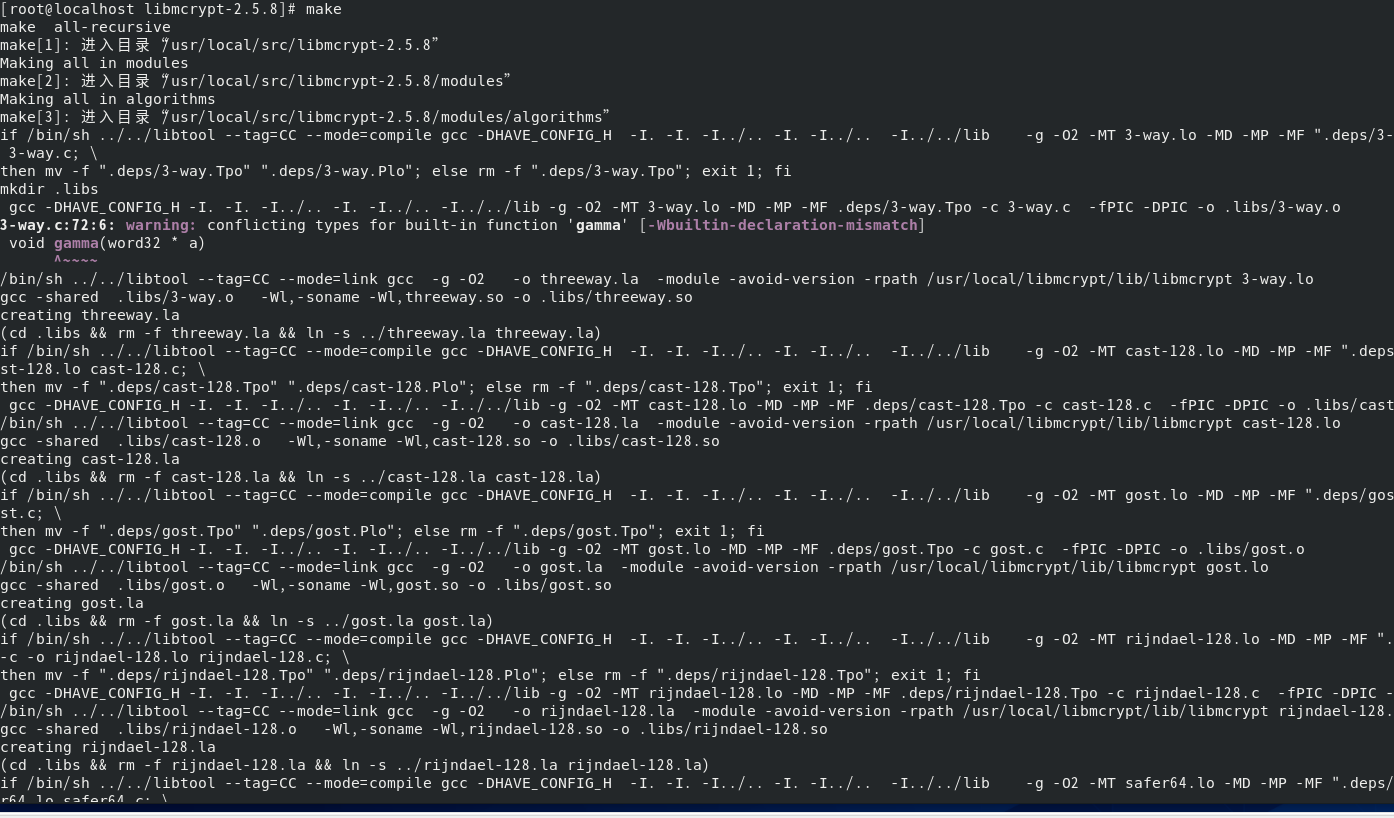 [root@localhost libmcrypt-2.5.8]# make
make  all-recursive
make[1]: 进入目录“/usr/local/src/libmcrypt-2.5.8”
Making all in modules
make[2]: 进入目录“/usr/local/src/libmcrypt-2.5.8/modules”
Making all in algorithms
make[3]: 进入目录“/usr/local/src/libmcrypt-2.5.8/modules/algorithms”
if /bin/sh ../../libtool --tag=CC --mode=compile gcc -DHAVE_CONFIG_H  -I. -I. -I../.. -I. -I../..  -I../../lib    -g -O2 -MT 3-way.lo -MD -MP -MF ".deps/3-
 3-way.c; \
then mv -f ".deps/3-way.Tpo" ".deps/3-way.Plo"; else rm -f ".deps/3-way.Tpo"; exit 1; fi
mkdir .libs
 gcc -DHAVE_CONFIG_H -I. -I. -I../.. -I. -I../.. -I../../lib -g -O2 -MT 3-way.lo -MD -MP -MF .deps/3-way.Tpo -c 3-way.c  -fPIC -DPIC -o .libs/3-way.o
3-way.c:72:6: warning: conflicting types for built-in function 'gamma' [-Wbuiltin-declaration-mismatch]
 void gamma(word32 * a)
      ^~~~~
/bin/sh ../../libtool --tag=CC --mode=link gcc  -g -O2   -o threeway.la  -module -avoid-version -rpath /usr/local/libmcrypt/lib/libmcrypt 3-way.lo
gcc -shared  .libs/3-way.o   -Wl,-soname -Wl,threeway.so -o .libs/threeway.so
creating threeway.la
(cd .libs && rm -f threeway.la && ln -s ../threeway.la threeway.la)
if /bin/sh ../../libtool --tag=CC --mode=compile gcc -DHAVE_CONFIG_H  -I. -I. -I../.. -I. -I../..  -I../../lib    -g -O2 -MT cast-128.lo -MD -MP -MF ".deps
st-128.lo cast-128.c; \
then mv -f ".deps/cast-128.Tpo" ".deps/cast-128.Plo"; else rm -f ".deps/cast-128.Tpo"; exit 1; fi
 gcc -DHAVE_CONFIG_H -I. -I. -I../.. -I. -I../.. -I../../lib -g -O2 -MT cast-128.lo -MD -MP -MF .deps/cast-128.Tpo -c cast-128.c  -fPIC -DPIC -o .libs/cast
/bin/sh ../../libtool --tag=CC --mode=link gcc  -g -O2   -o cast-128.la  -module -avoid-version -rpath /usr/local/libmcrypt/lib/libmcrypt cast-128.lo
gcc -shared  .libs/cast-128.o   -Wl,-soname -Wl,cast-128.so -o .libs/cast-128.so
creating cast-128.la
(cd .libs && rm -f cast-128.la && ln -s ../cast-128.la cast-128.la)
if /bin/sh ../../libtool --tag=CC --mode=compile gcc -DHAVE_CONFIG_H  -I. -I. -I../.. -I. -I../..  -I../../lib    -g -O2 -MT gost.lo -MD -MP -MF ".deps/gos
st.c; \
then mv -f ".deps/gost.Tpo" ".deps/gost.Plo"; else rm -f ".deps/gost.Tpo"; exit 1; fi
 gcc -DHAVE_CONFIG_H -I. -I. -I../.. -I. -I../.. -I../../lib -g -O2 -MT gost.lo -MD -MP -MF .deps/gost.Tpo -c gost.c  -fPIC -DPIC -o .libs/gost.o
/bin/sh ../../libtool --tag=CC --mode=link gcc  -g -O2   -o gost.la  -module -avoid-version -rpath /usr/local/libmcrypt/lib/libmcrypt gost.lo
gcc -shared  .libs/gost.o   -Wl,-soname -Wl,gost.so -o .libs/gost.so
creating gost.la
(cd .libs && rm -f gost.la && ln -s ../gost.la gost.la)
if /bin/sh ../../libtool --tag=CC --mode=compile gcc -DHAVE_CONFIG_H  -I. -I. -I../.. -I. -I../..  -I../../lib    -g -O2 -MT rijndael-128.lo -MD -MP -MF ".
-c -o rijndael-128.lo rijndael-128.c; \
then mv -f ".deps/rijndael-128.Tpo" ".deps/rijndael-128.Plo"; else rm -f ".deps/rijndael-128.Tpo"; exit 1; fi
 gcc -DHAVE_CONFIG_H -I. -I. -I../.. -I. -I../.. -I../../lib -g -O2 -MT rijndael-128.lo -MD -MP -MF .deps/rijndael-128.Tpo -c rijndael-128.c  -fPIC -DPIC -
/bin/sh ../../libtool --tag=CC --mode=link gcc  -g -O2   -o rijndael-128.la  -module -avoid-version -rpath /usr/local/libmcrypt/lib/libmcrypt rijndael-128.
gcc -shared  .libs/rijndael-128.o   -Wl,-soname -Wl,rijndael-128.so -o .libs/rijndael-128.so
creating rijndael-128.la
(cd .libs && rm -f rijndael-128.la && ln -s ../rijndael-128.la rijndael-128.la)
if /bin/sh ../../libtool --tag=CC --mode=compile gcc -DHAVE_CONFIG_H  -I. -I. -I../.. -I. -I../..  -I../../lib    -g -O2 -MT safer64.lo -MD -MP -MF ".deps/
r64.lo safer64.c; \